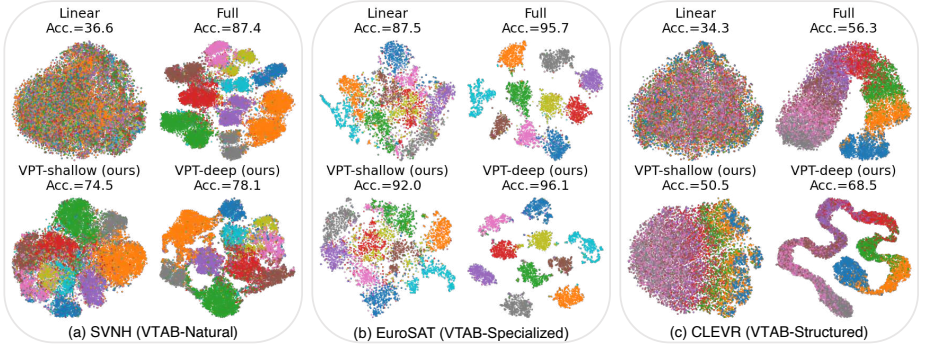 Linear
Acc.=36.6
Full
Acc.=87.4
VPT-shallow (ours)
Acc.=74.5
VPT-deep (ours)
Acc.=78.1
(a) SVNH (VTAB-Natural)
Linear
Acc.=87.5
Full
Acc.=95.7
VPT-shallow (ours)
Acc.=92.0
VPT-deep (ours)
Acc.=96.1
(b) EuroSAT (VTAB-Specialized)
Linear
Acc.=34.3
Full
Acc.=56.3
VPT-shallow (ours)
Acc.=50.5
VPT-deep (ours)
Acc.=68.5
(c) CLEVR (VTAB-Structured)